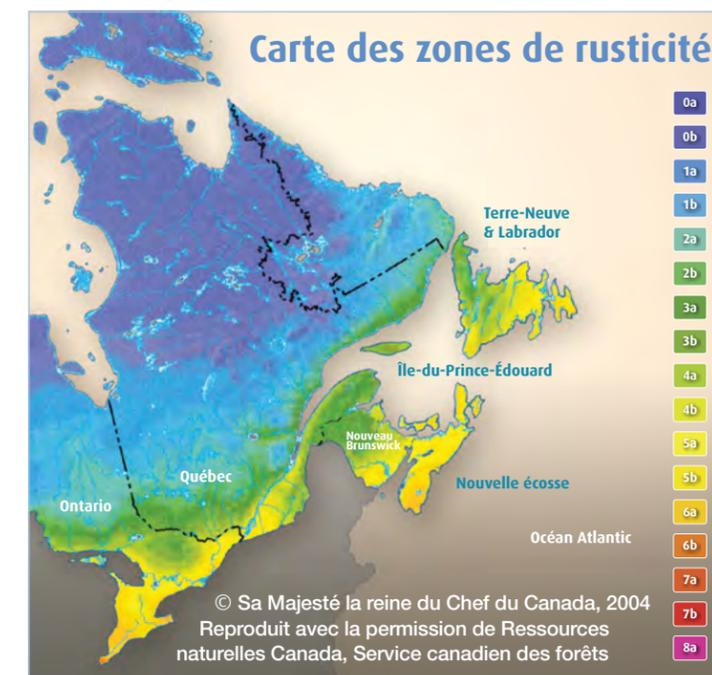 Carte des zones de rusticité
0a
0b
1a
1b
2a
2b
3a
3b
4a
4b
5a
5b
6a
6b
7a
7b
8a
Terre-Neuve
& Labrador
Île-du-Prince-Édouard
Nouveau
Brunswick
Québec
Nouvelle écosse
Ontario
Océan Atlantic
© Sa Majesté la reine du Chef du Canada, 2004
Reproduit avec la permission de Ressources
naturelles Canada, Service canadien des forêts